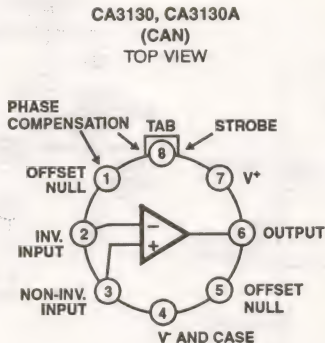 CA3130, CA3130A
(CAN)
TOP VIEW
PHASE
COMPENSATION
TAB
STROBE
8
OFFSET
NULL
1
7
V+
INV.
INPUT
2
−
+
6
OUTPUT
NON-INV.
INPUT
3
5
OFFSET
NULL
4
V- AND CASE